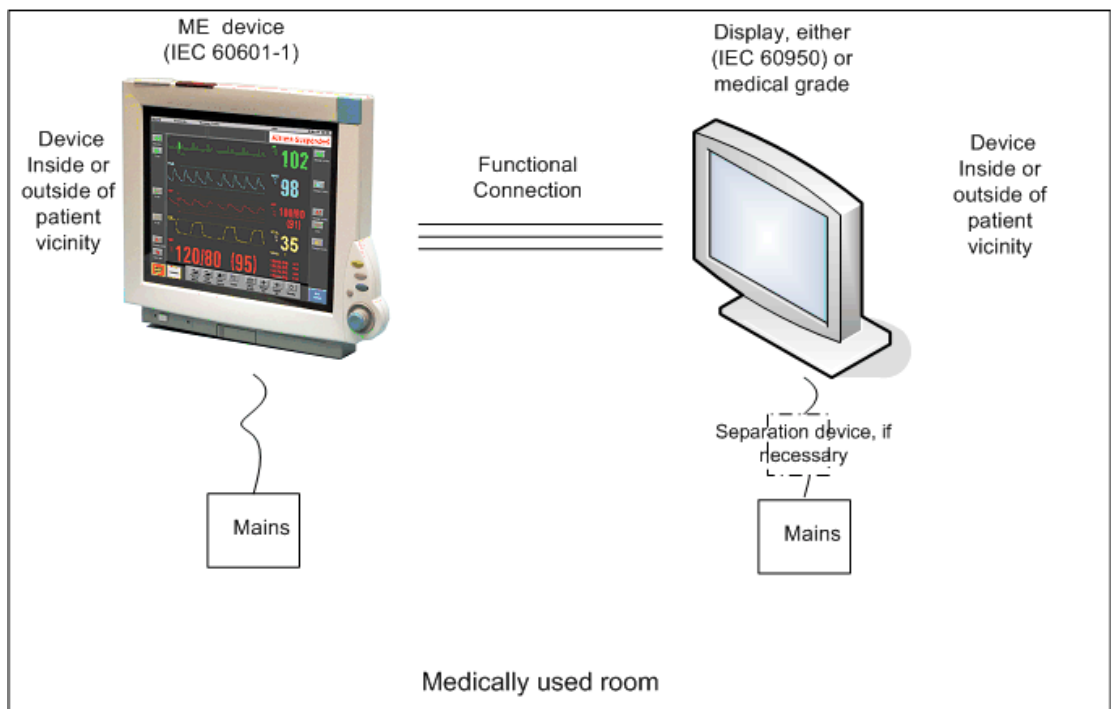 ME device
(IEC 60601-1)
Display, either
(IEC 60950) or
medical grade
Device
Inside or
outside of
patient
vicinity
102
98
(91)
35
120/80 (95)
Functional
Connection
Device
Inside or
outside of
patient
vicinity
Separation device, if
necessary
Mains
Mains
Medically used room